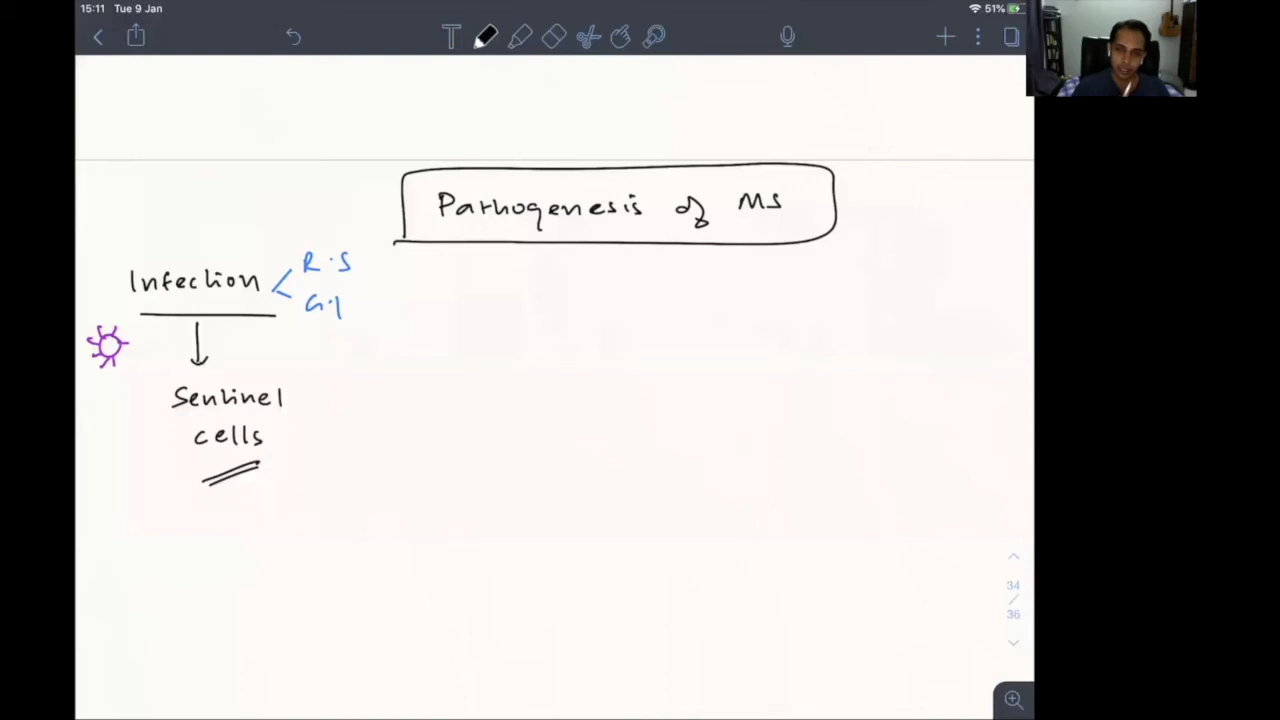 15:11 Tue 9 Jan
51%
T
Pathogenesis of MS
Infection
R.S
G.I
Sentinel
cells
34
/
36